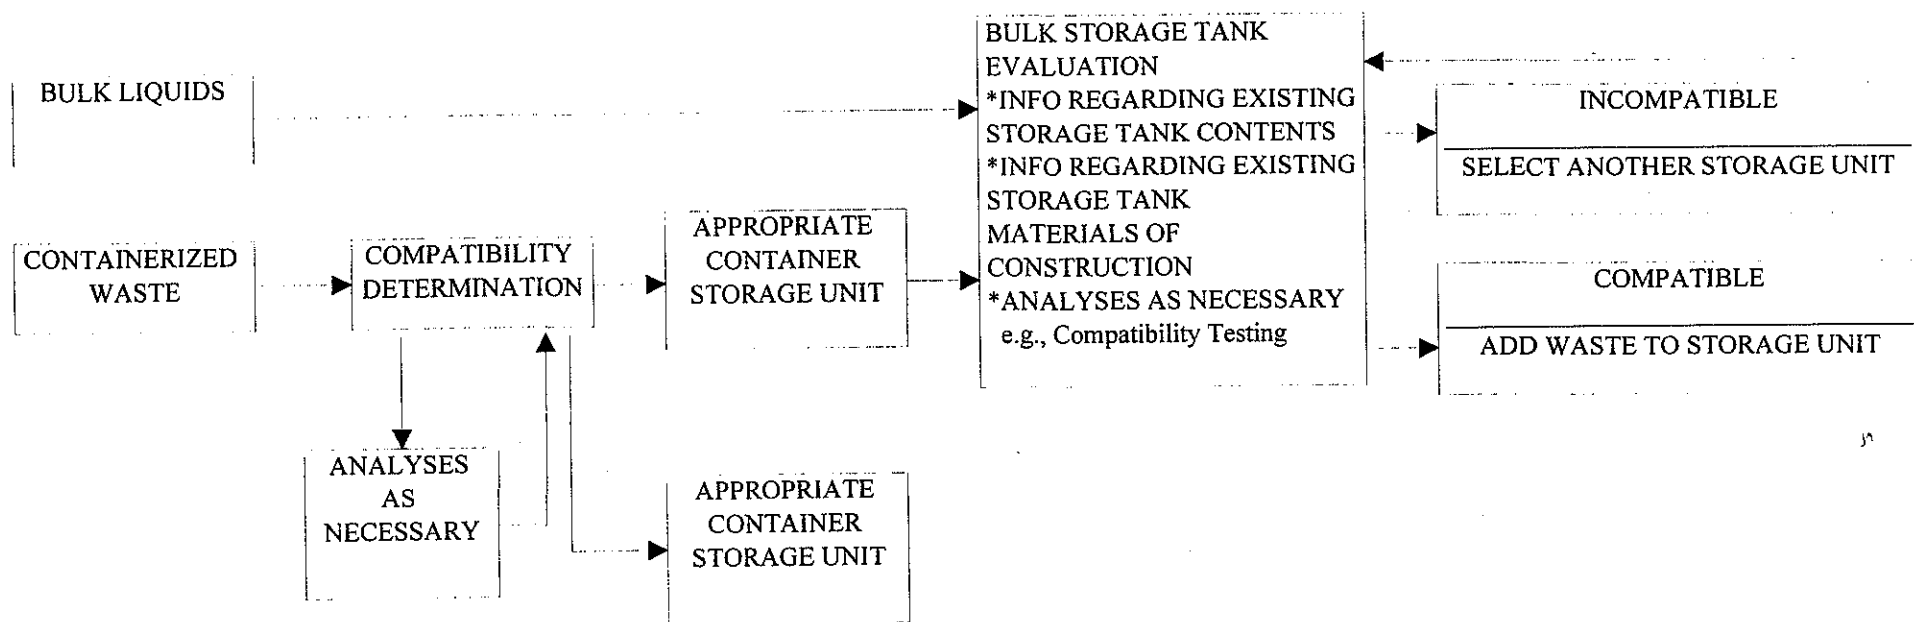 BULK LIQUIDS
CONTAINERIZED
WASTE
COMPATIBILITY
DETERMINATION
ANALYSES
AS
NECESSARY
APPROPRIATE
CONTAINER
STORAGE UNIT
APPROPRIATE
CONTAINER
STORAGE UNIT
BULK STORAGE TANK
EVALUATION
*INFO REGARDING EXISTING
STORAGE TANK CONTENTS
*INFO REGARDING EXISTING
STORAGE TANK
MATERIALS OF
CONSTRUCTION
*ANALYSES AS NECESSARY
e.g., Compatibility Testing
INCOMPATIBLE
SELECT ANOTHER STORAGE UNIT
COMPATIBLE
ADD WASTE TO STORAGE UNIT